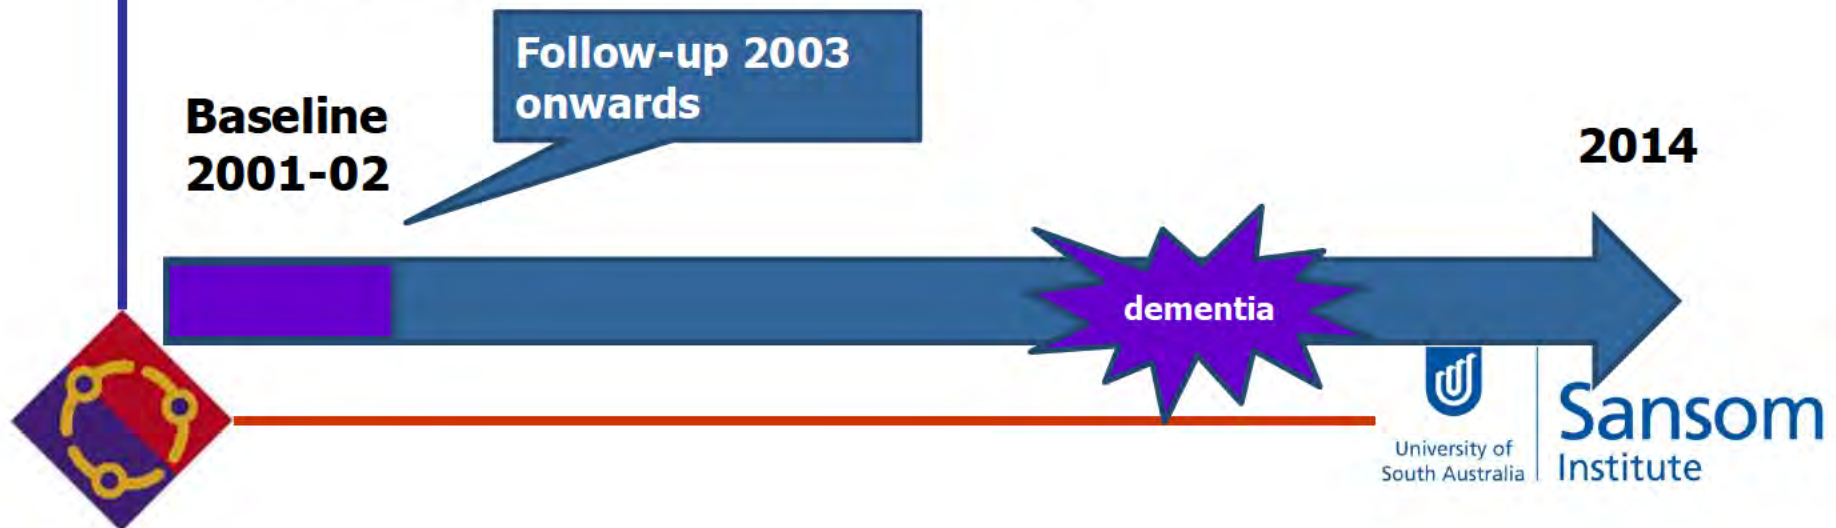 Follow-up 2003
onwards
Baseline
2001-02
2014
dementia
University of
South Australia
Sansom
Institute